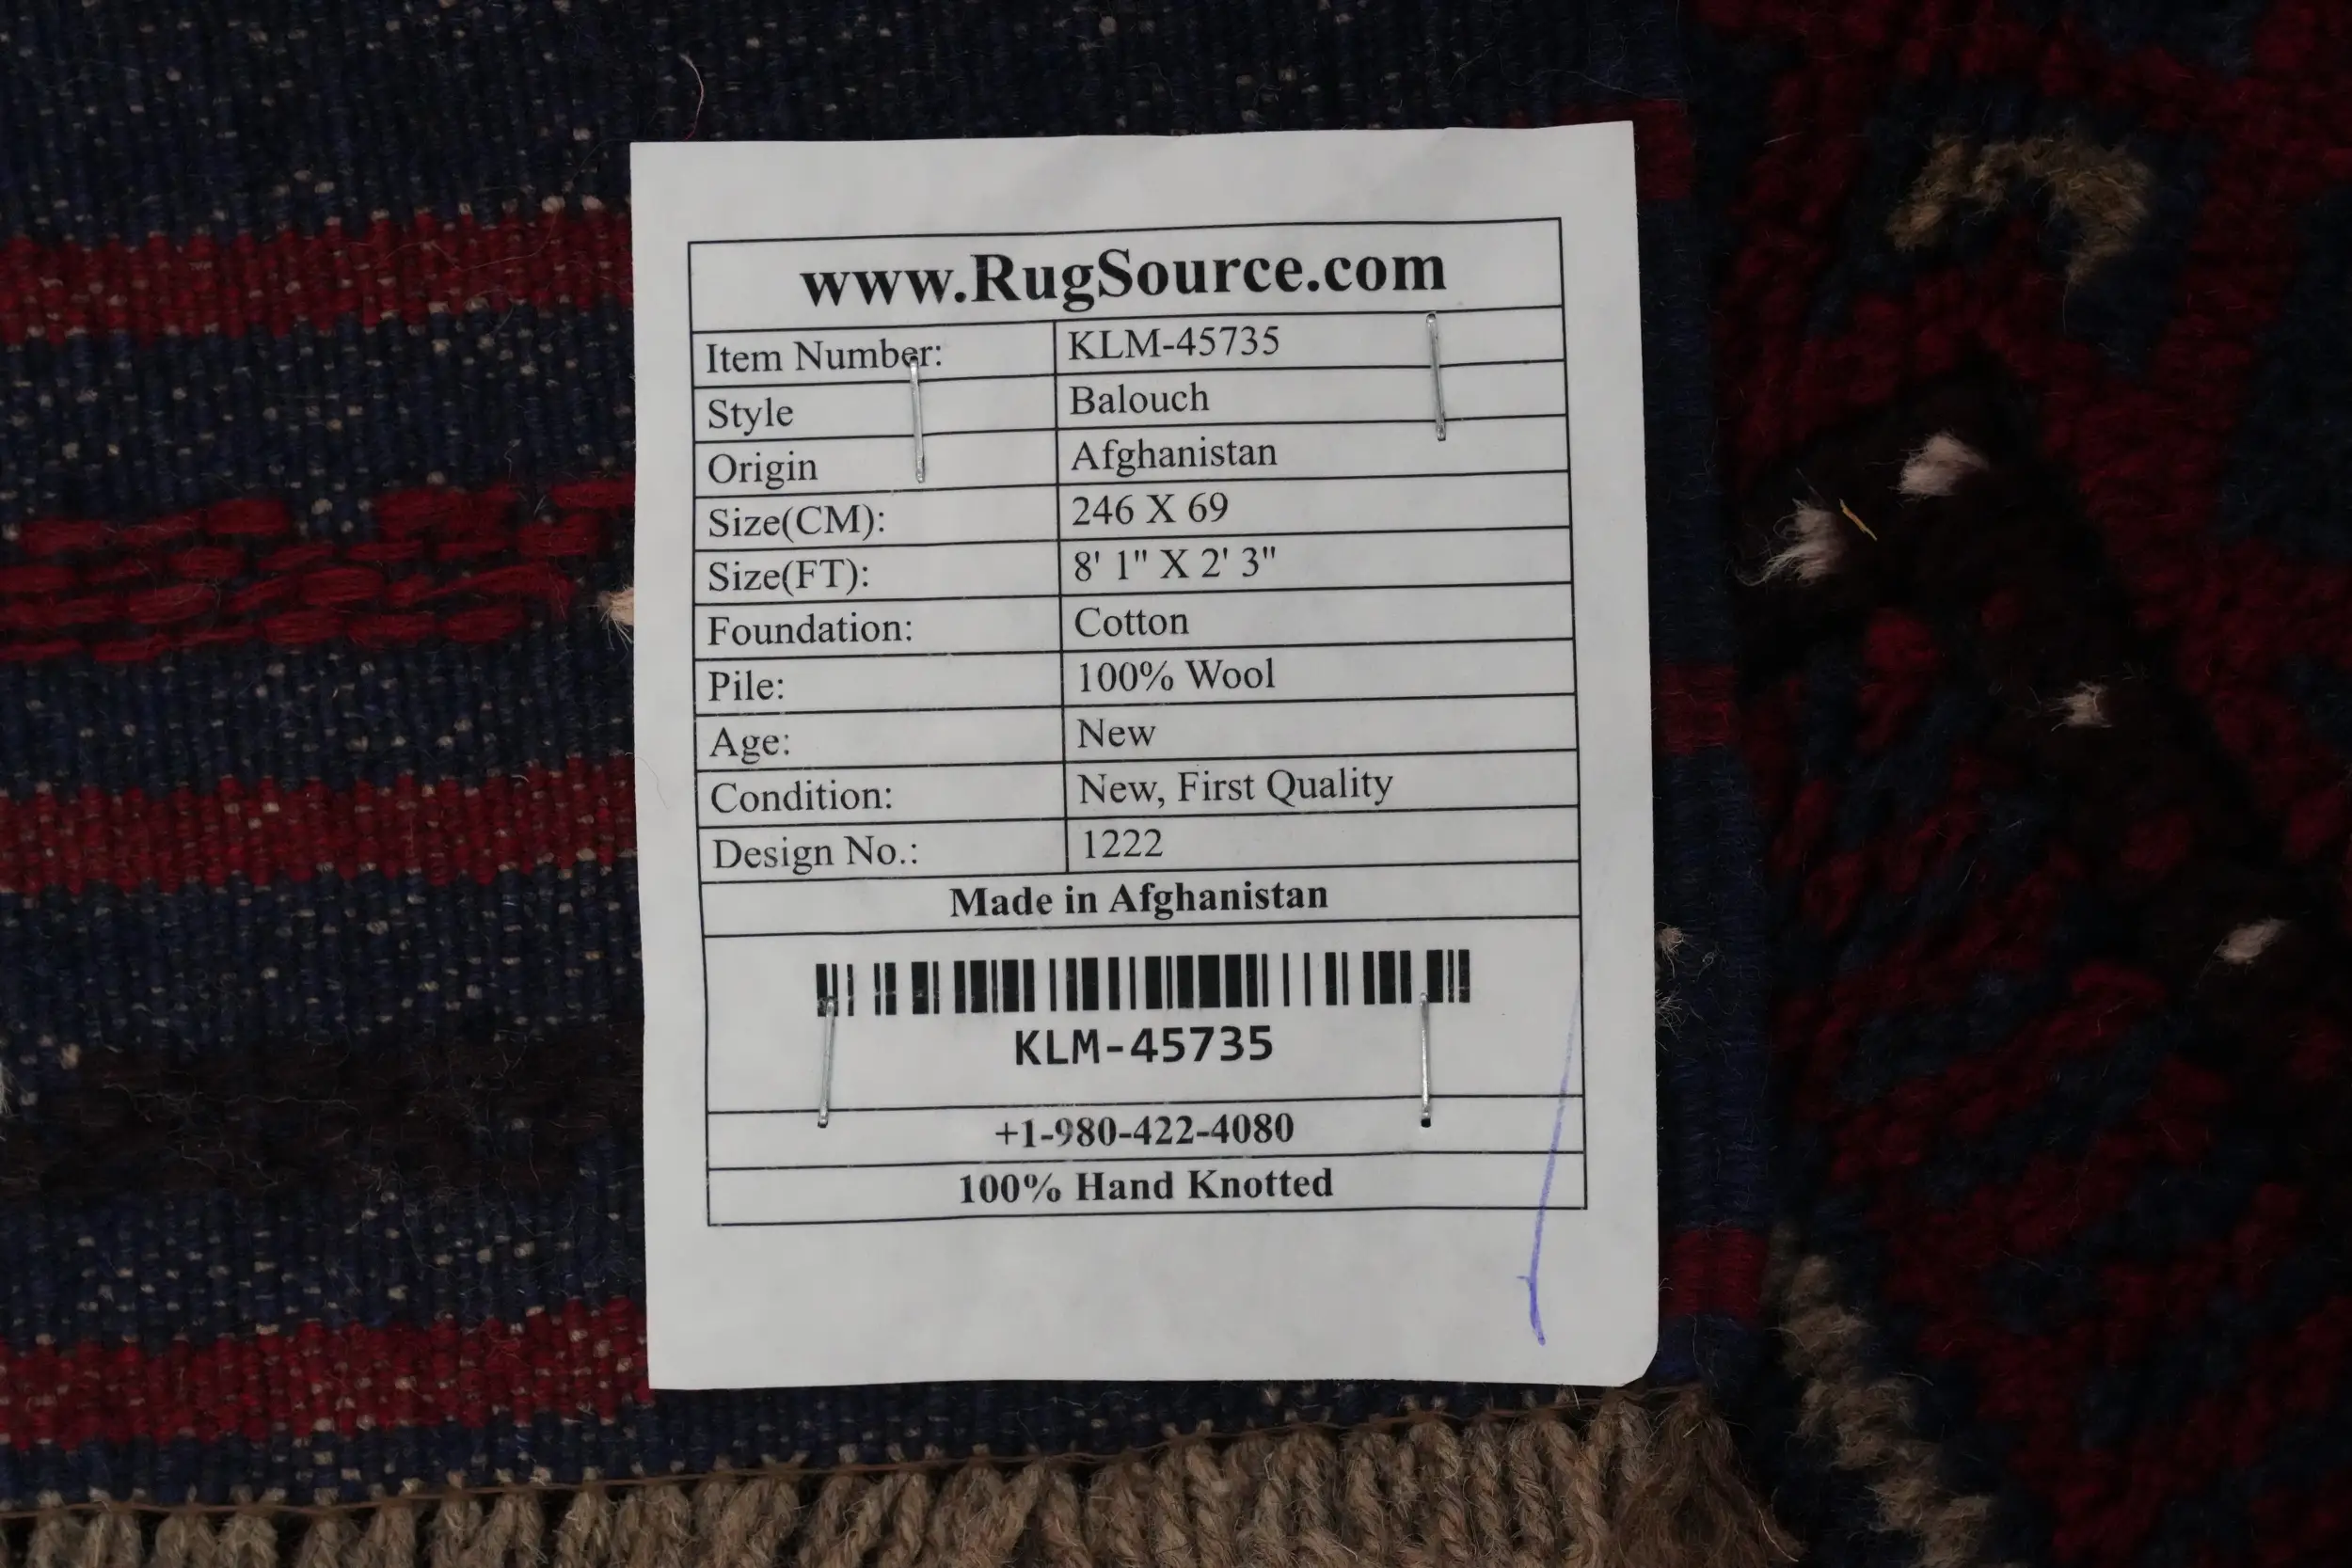 www.RugSource.com
Item Number: KLM-45735
Style Balouch
Origin Afghanistan
Size(CM): 246 X 69
Size(FT): 8' 1" X 2' 3"
Foundation: Cotton
Pile: 100% Wool
Age: New
Condition: New, First Quality
Design No.: 1222
Made in Afghanistan
KLM-45735
+1-980-422-4080
100% Hand Knotted